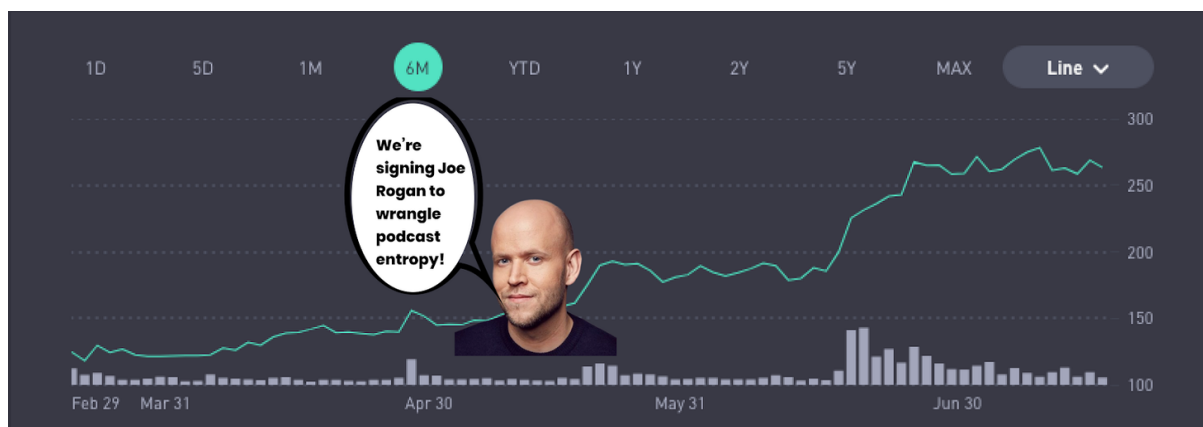 1D 5D 1M 6M YTD 1Y 2Y 5Y MAX Line
We're
signing Joe
Rogan to
wrangle
podcast
entropy!
300
250
200
150
100
Feb 29 Mar 31 Apr 30 May 31 Jun 30